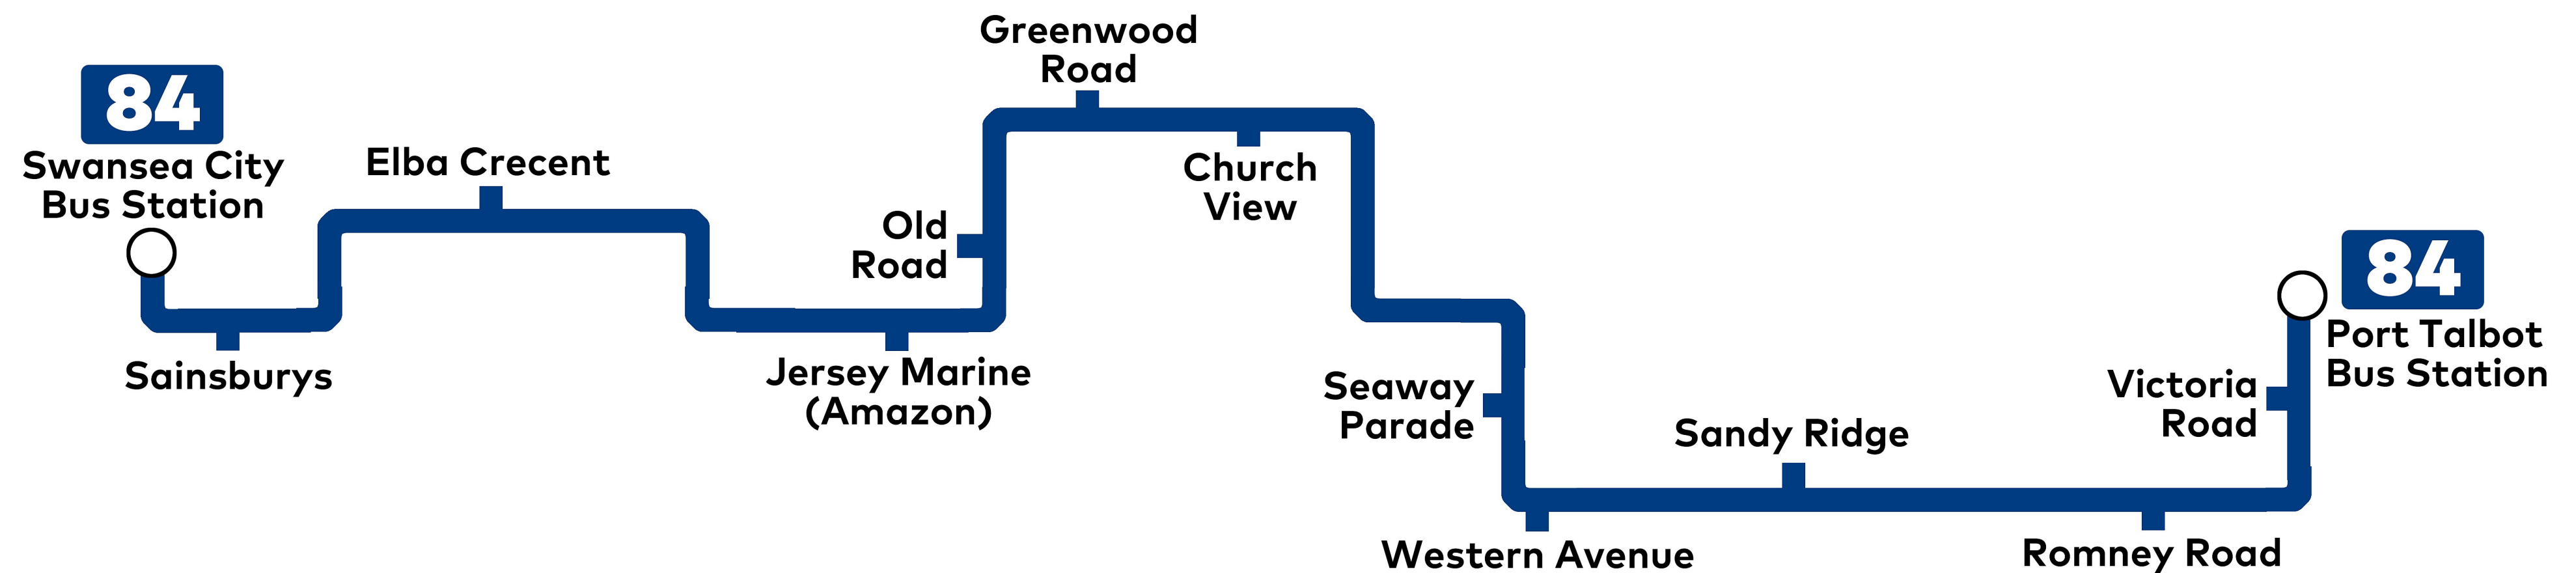 84
Swansea City
Bus Station
Sainsburys
Elba Crecent
Jersey Marine
(Amazon)
Old
Road
Greenwood
Road
Church
View
Seaway
Parade
Western Avenue
Sandy Ridge
Romney Road
Victoria
Road
84
Port Talbot
Bus Station